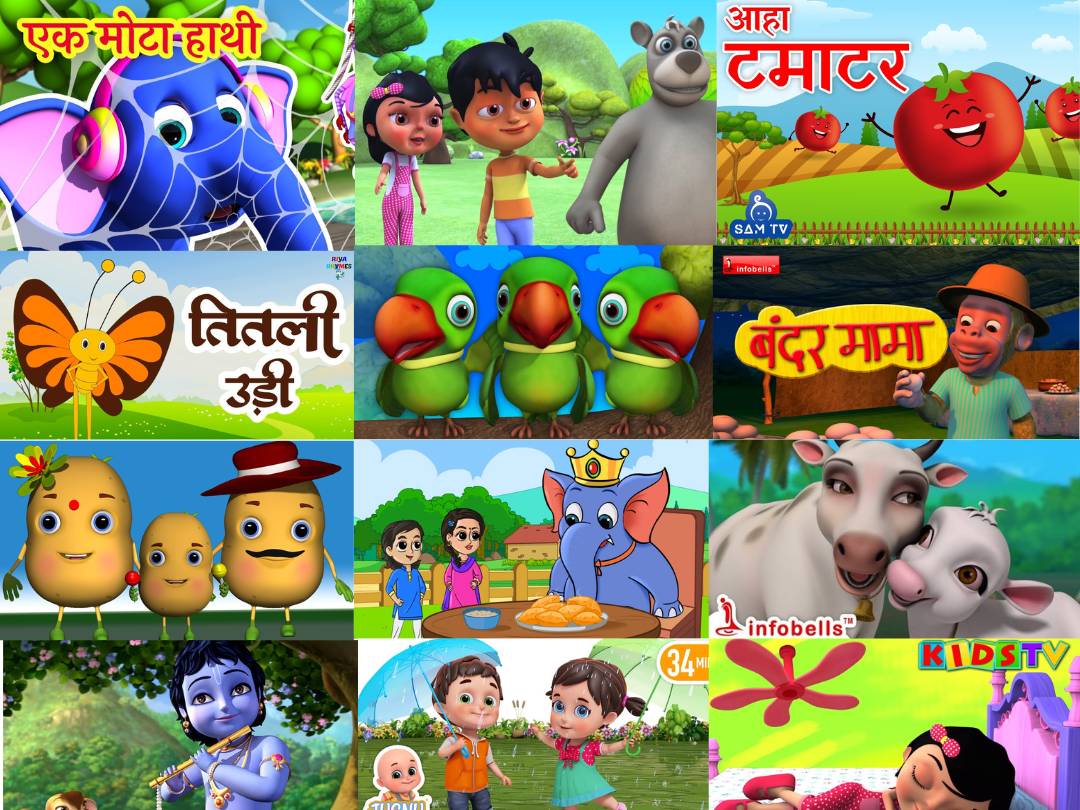 एक मोटा हाथी
आहा
टमाटर
SAM TV
RIYA
RHYMES
तितली
उड़ी
infobells
बंदर मामा
infobells™
34 MI
KIDS TV